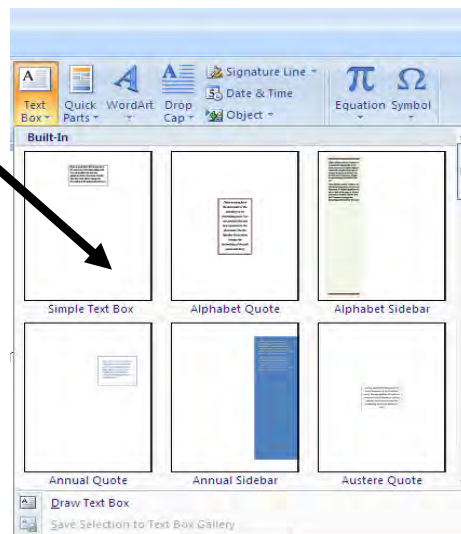 Signature Line
Text Box
Quick Parts
WordArt
Drop Cap
Date & Time
Object
Equation
Symbol
Built-In
Simple Text Box
Alphabet Quote
Alphabet Sidebar
Annual Quote
Annual Sidebar
Austere Quote
Draw Text Box
Save Selection to Text Box Gallery